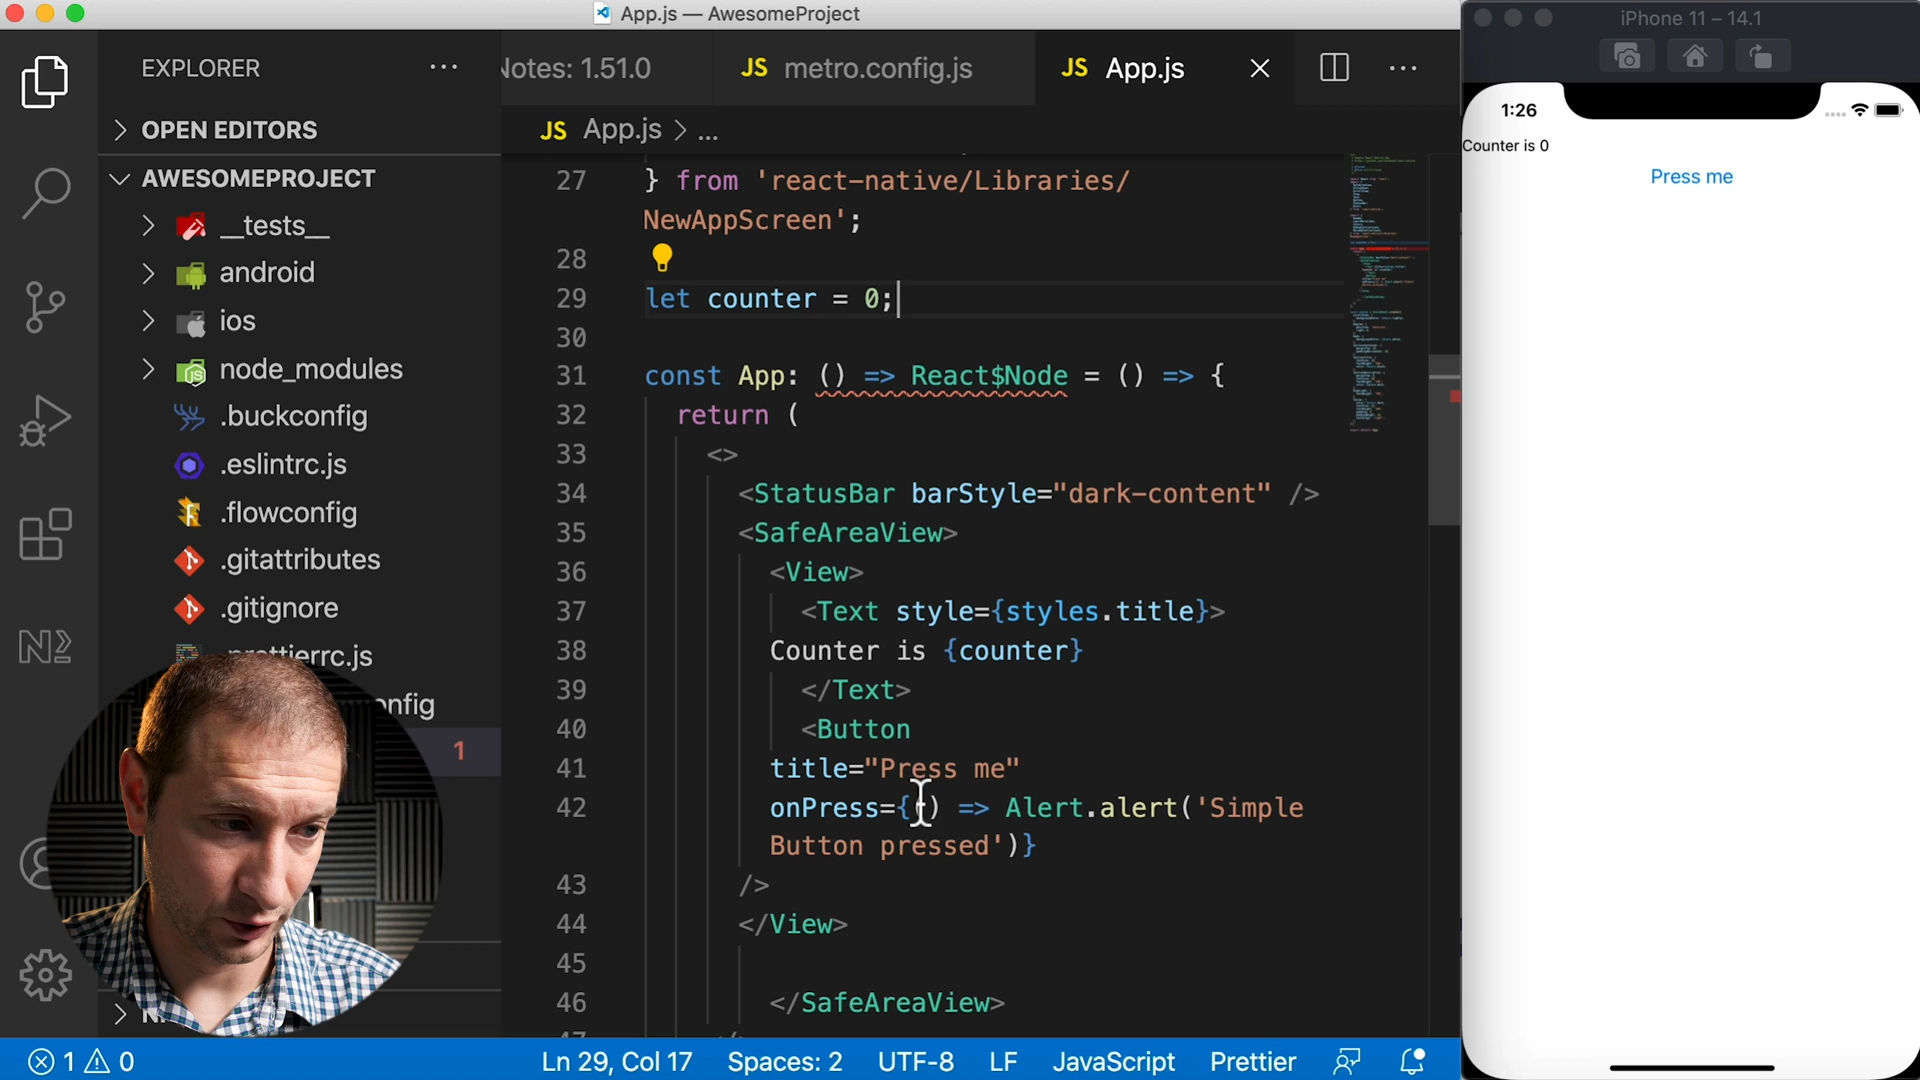 App.js — AwesomeProject
iPhone 11 – 14.1
EXPLORER
Notes: 1.51.0
JS metro.config.js
JS App.js
OPEN EDITORS
JS App.js > ...
AWESOMEPROJECT
__tests__
android
ios
node_modules
.buckconfig
.eslintrc.js
.flowconfig
.gitattributes
.gitignore
.prettierrc.js
1
27 } from 'react-native/Libraries/
NewAppScreen';
28
29 let counter = 0;
30
31 const App: () => React$Node = () => {
32 return (
33 <>
34 <StatusBar barStyle="dark-content" />
35 <SafeAreaView>
36 <View>
37 <Text style={styles.title}>
38 Counter is {counter}
39 </Text>
40 <Button
41 title="Press me"
42 onPress={() => Alert.alert('Simple
Button pressed')}
43 />
44 </View>
45
46 </SafeAreaView>
1:26
Counter is 0
Press me
1 0
Ln 29, Col 17
Spaces: 2
UTF-8
LF
JavaScript
Prettier